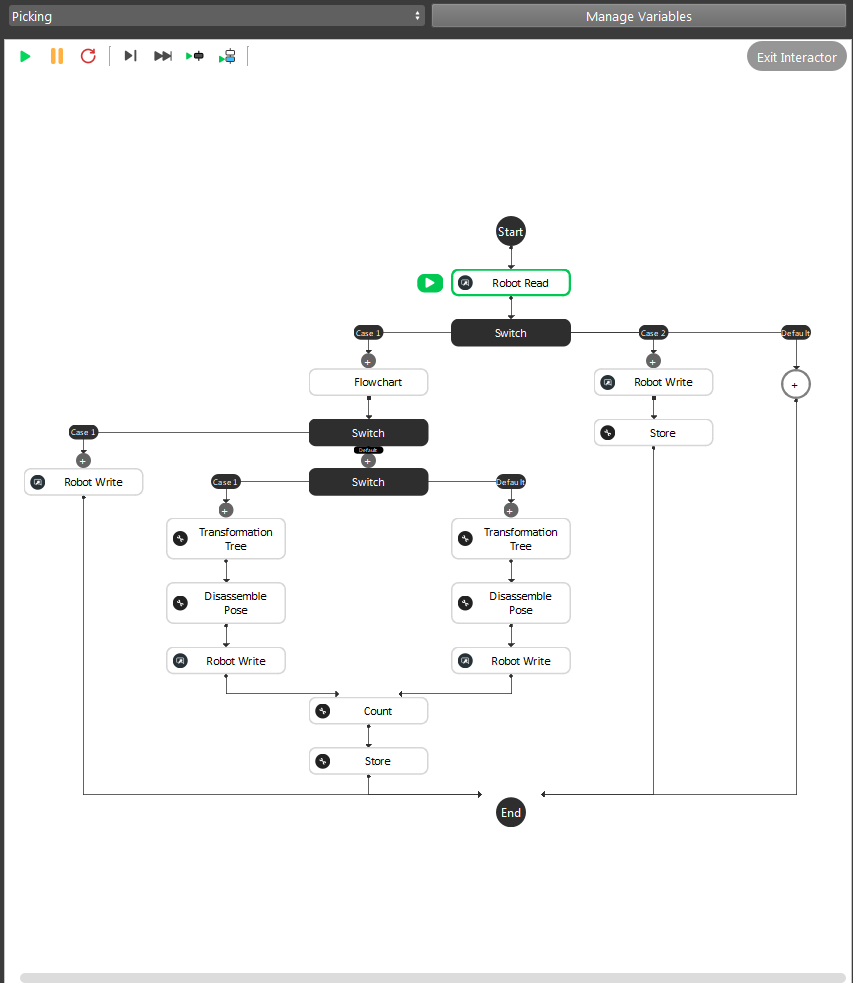 Picking
Manage Variables
Exit Interactor
Start
Robot Read
Case 1
Switch
Case 2
Default
Flowchart
Robot Write
Case 1
Switch
Store
Default
Robot Write
Case 1
Switch
Default
Transformation
Tree
Transformation
Tree
Disassemble
Pose
Disassemble
Pose
Robot Write
Robot Write
Count
Store
End